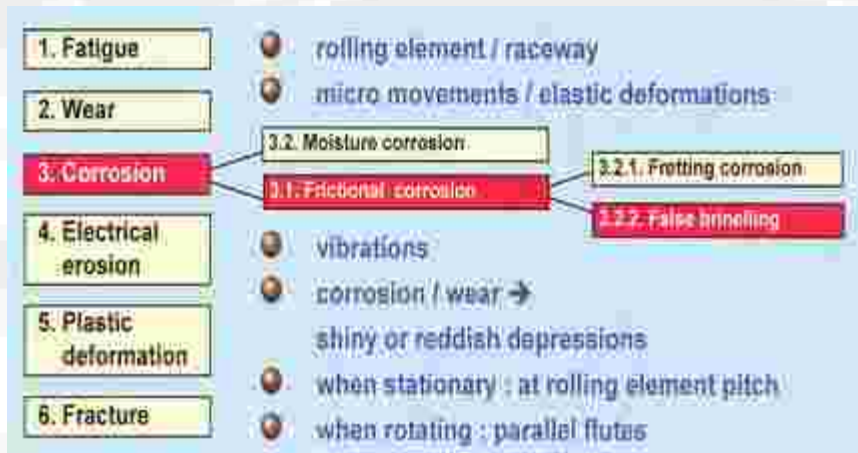 1. Fatigue
rolling element / raceway
micro movements / elastic deformations
2. Wear
3.2. Moisture corrosion
3. Corrosion
3.1. Frictional corrosion
3.2.1. Fretting corrosion
3.2.2. False brinelling
4. Electrical
erosion
vibrations
corrosion / wear →
shiny or reddish depressions
5. Plastic
deformation
when stationary : at rolling element pitch
6. Fracture
when rotating : parallel flutes